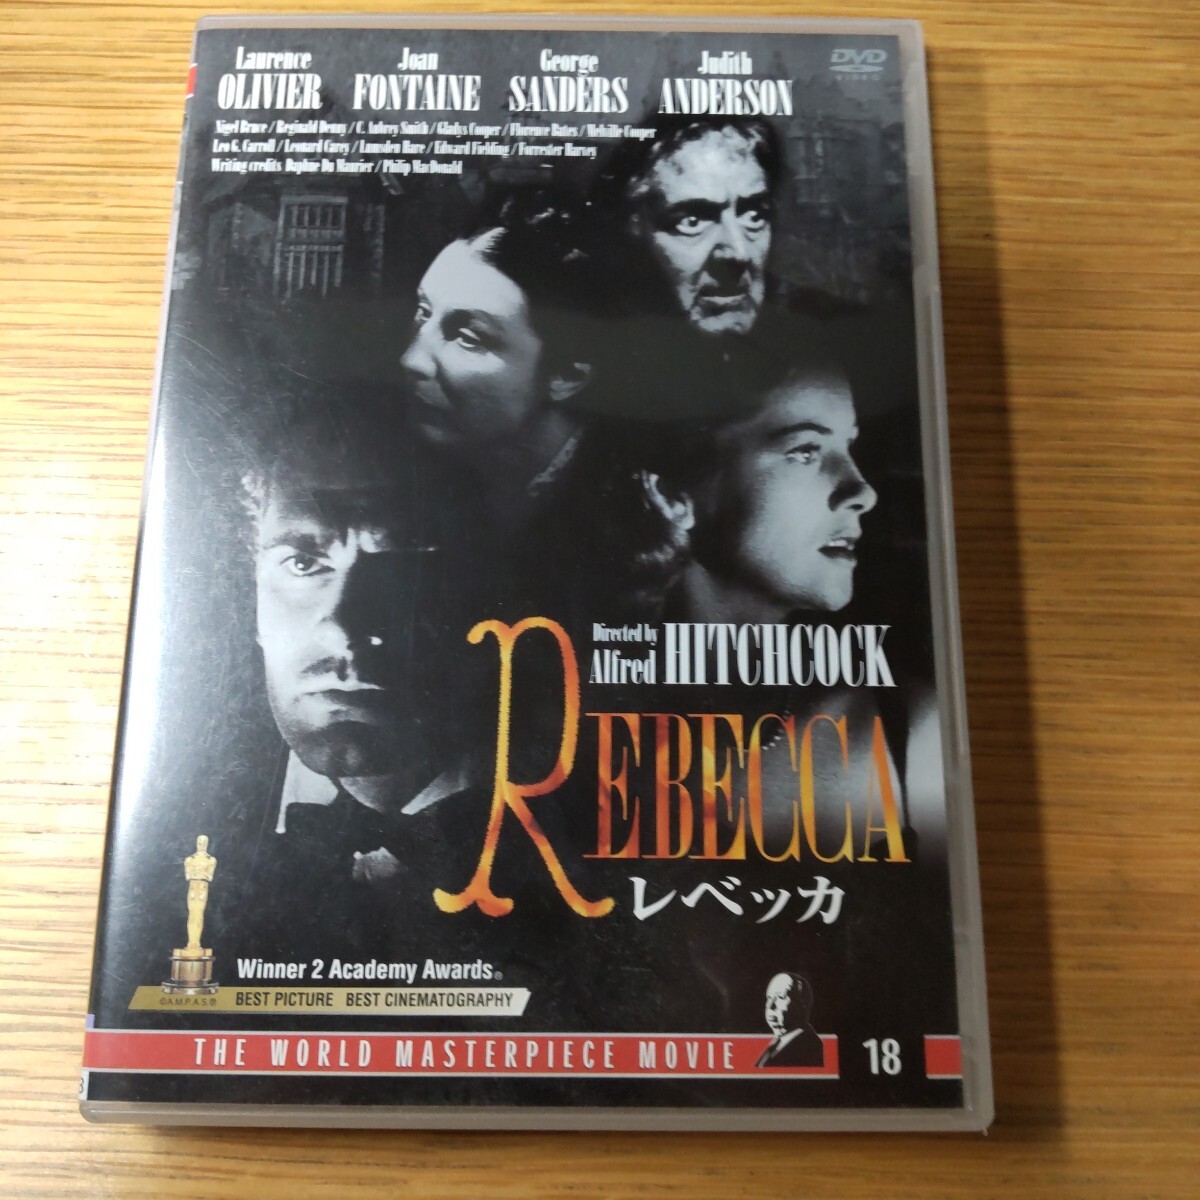 Laurence OLIVIER
Joan FONTAINE
George SANDERS
Judith ANDERSON
DVD VIDEO
Nigel Bruce / Reginald Denny / C. Aubrey Smith / Gladys Cooper / Florence Bates / Melville Cooper
Leo G. Carroll / Leonard Carey / Lumsden Hare / Edward Fielding / Forrester Harvey
Writing credits Daphne Du Maurier / Philip MacDonald
Directed by
Alfred HITCHCOCK
REBECCA
レベッカ
Winner 2 Academy Awards®
©A.M.P.A.S.®
BEST PICTURE BEST CINEMATOGRAPHY
THE WORLD MASTERPIECE MOVIE
18